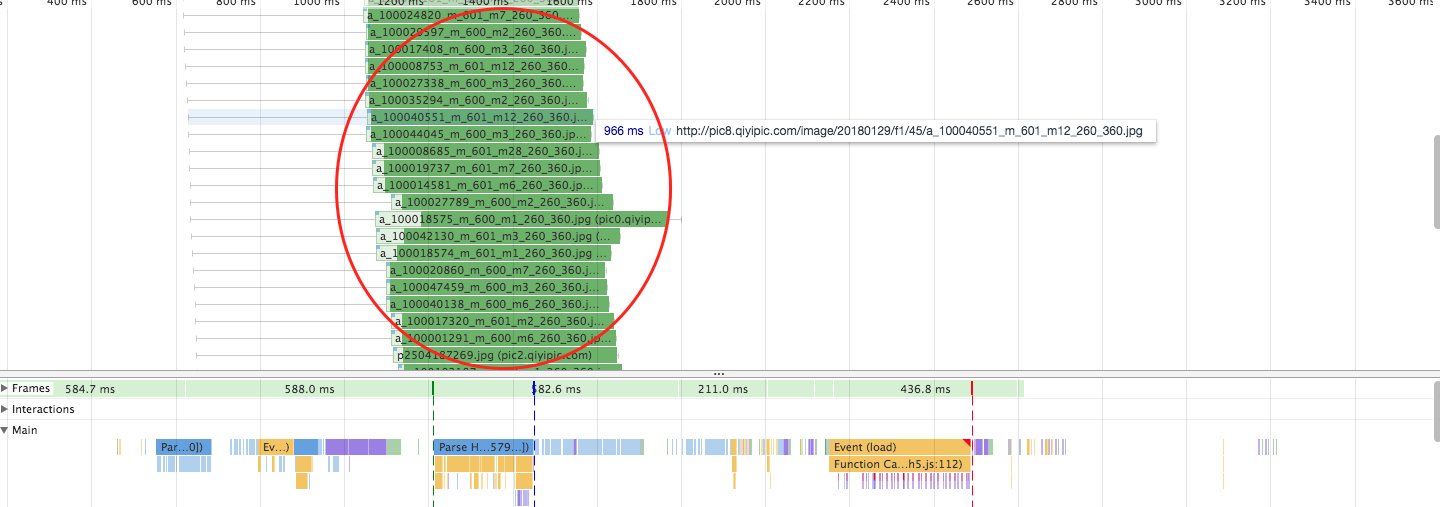 400 ms 600 ms 800 ms 1000 ms 1200 ms 1400 ms 1600 ms 1800 ms 2000 ms 2200 ms 2400 ms 2600 ms 2800 ms 3000 ms 3200 ms 3400 ms 3600 ms
a_100024820_m_601_m7_260_360....
a_100029597_m_600_m2_260_360....
a_100017408_m_600_m3_260_360.j...
a_100008753_m_601_m12_260_360....
a_100027338_m_600_m3_260_360....
a_100035294_m_600_m2_260_360.j...
a_100040551_m_601_m12_260_360.j...
966 ms Low http://pic8.qiyipic.com/image/20180129/f1/45/a_100040551_m_601_m12_260_360.jpg
a_100044045_m_600_m3_260_360.jp...
a_100008685_m_601_m28_260_360....
a_100019737_m_601_m7_260_360.jp...
a_100014581_m_601_m6_260_360.jp...
a_100027789_m_600_m2_260_360....
a_100018575_m_600_m1_260_360.jpg (pic0.qiyip...
a_100042130_m_601_m3_260_360.jpg (...
a_100018574_m_601_m1_260_360.jpg ...
a_100020860_m_600_m7_260_360.j...
a_100047459_m_600_m3_260_360.j...
a_100040138_m_600_m6_260_360.j...
a_100017320_m_601_m2_260_360.j...
a_100001291_m_600_m6_260_360.jp...
p2504187269.jpg (pic2.qiyipic.com)
Frames 584.7 ms 588.0 ms 582.6 ms 211.0 ms 436.8 ms
Interactions
Main
Par...0]) Ev...) Parse H...579...]) Event (load)
Function Ca...h5.js:112)